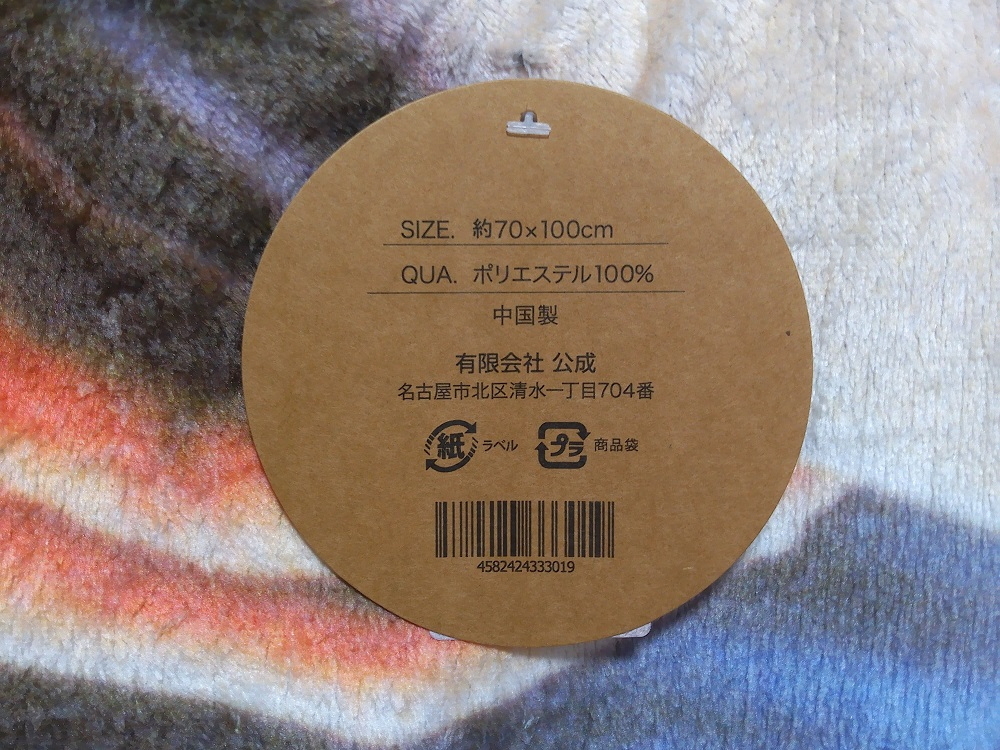 SIZE. 約70×100cm
QUA. ポリエステル100%
中国製
有限会社 公成
名古屋市北区清水一丁目704番
紙 ラベル プラ 商品袋
4582424333019